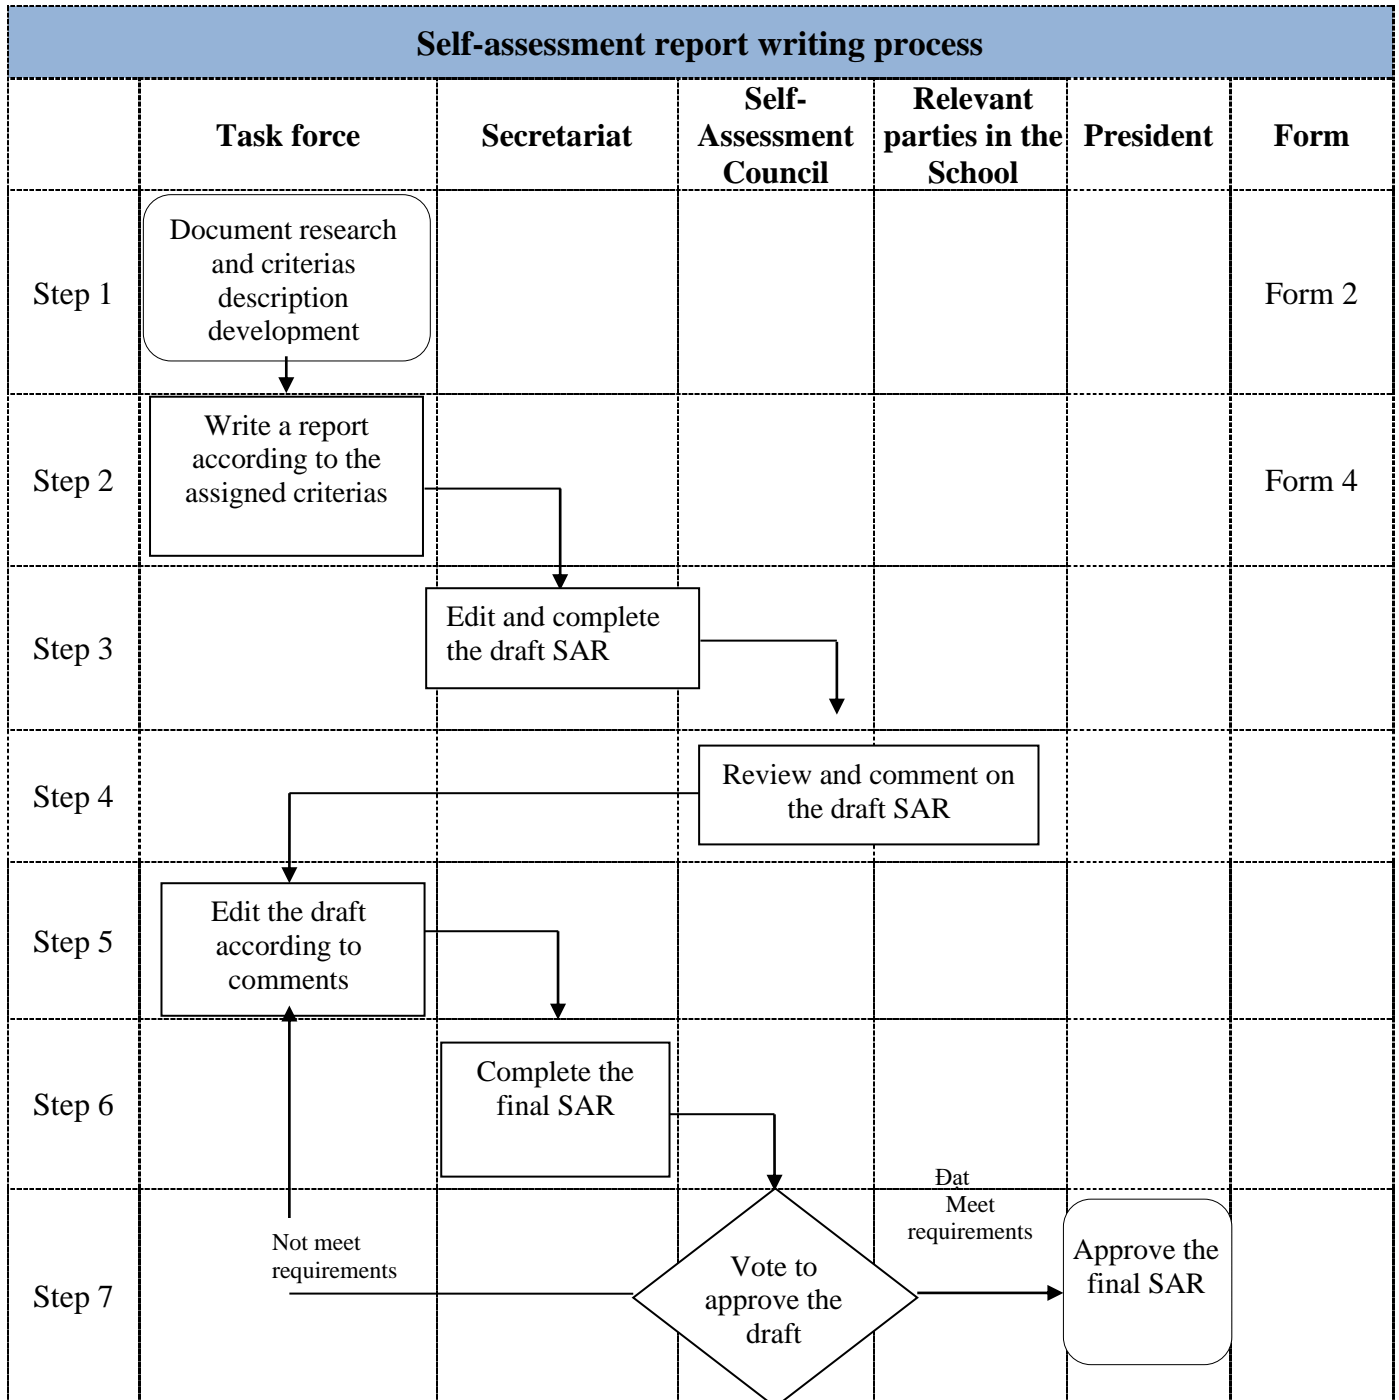 Self-assessment report writing process
Task force
Secretariat
Self-
Assessment
Council
Relevant
parties in the
School
President
Form
Step 1
Document research
and criterias
description
development
Form 2
Step 2
Write a report
according to the
assigned criterias
Form 4
Step 3
Edit and complete
the draft SAR
Step 4
Review and comment on
the draft SAR
Step 5
Edit the draft
according to
comments
Step 6
Complete the
final SAR
Step 7
Not meet
requirements
Vote to
approve the
draft
Đạt
Meet
requirements
Approve the
final SAR